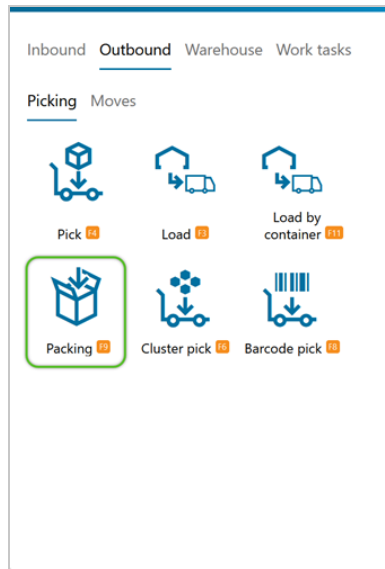 Inbound Outbound Warehouse Work tasks
Picking Moves
Pick F4
Load F3
Load by
container F11
Packing F9
Cluster pick F6
Barcode pick F8